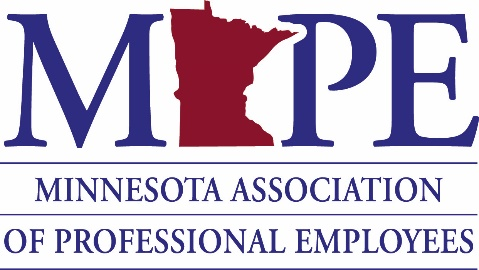 M PE
MINNESOTA ASSOCIATION
OF PROFESSIONAL EMPLOYEES